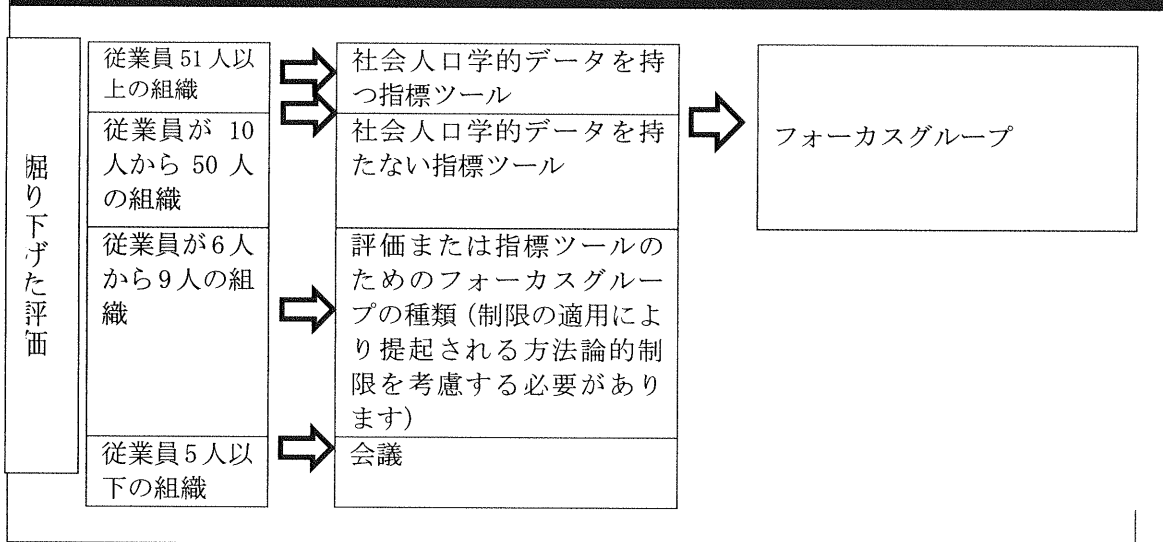 掘り下げた評価
従業員 51 人以
上の組織
社会人口学的データを持
つ指標ツール
フォーカスグループ
従業員が 10
人から 50 人
の組織
社会人口学的データを持
たない指標ツール
従業員が6人
から9人の組
織
評価または指標ツールの
ためのフォーカスグルー
プの種類（制限の適用によ
り提起される方法論的制
限を考慮する必要があり
ます）
従業員5人以
下の組織
会議